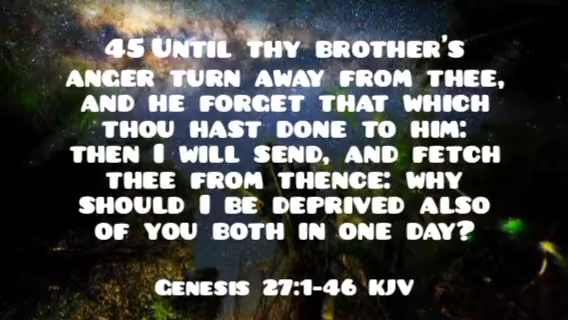 45 Until thy brother's
anger turn away from thee,
and he forget that which
thou hast done to him:
then I will send, and fetch
thee from thence: why
should I be deprived also
of you both in one day?
Genesis 27:1-46 KJV